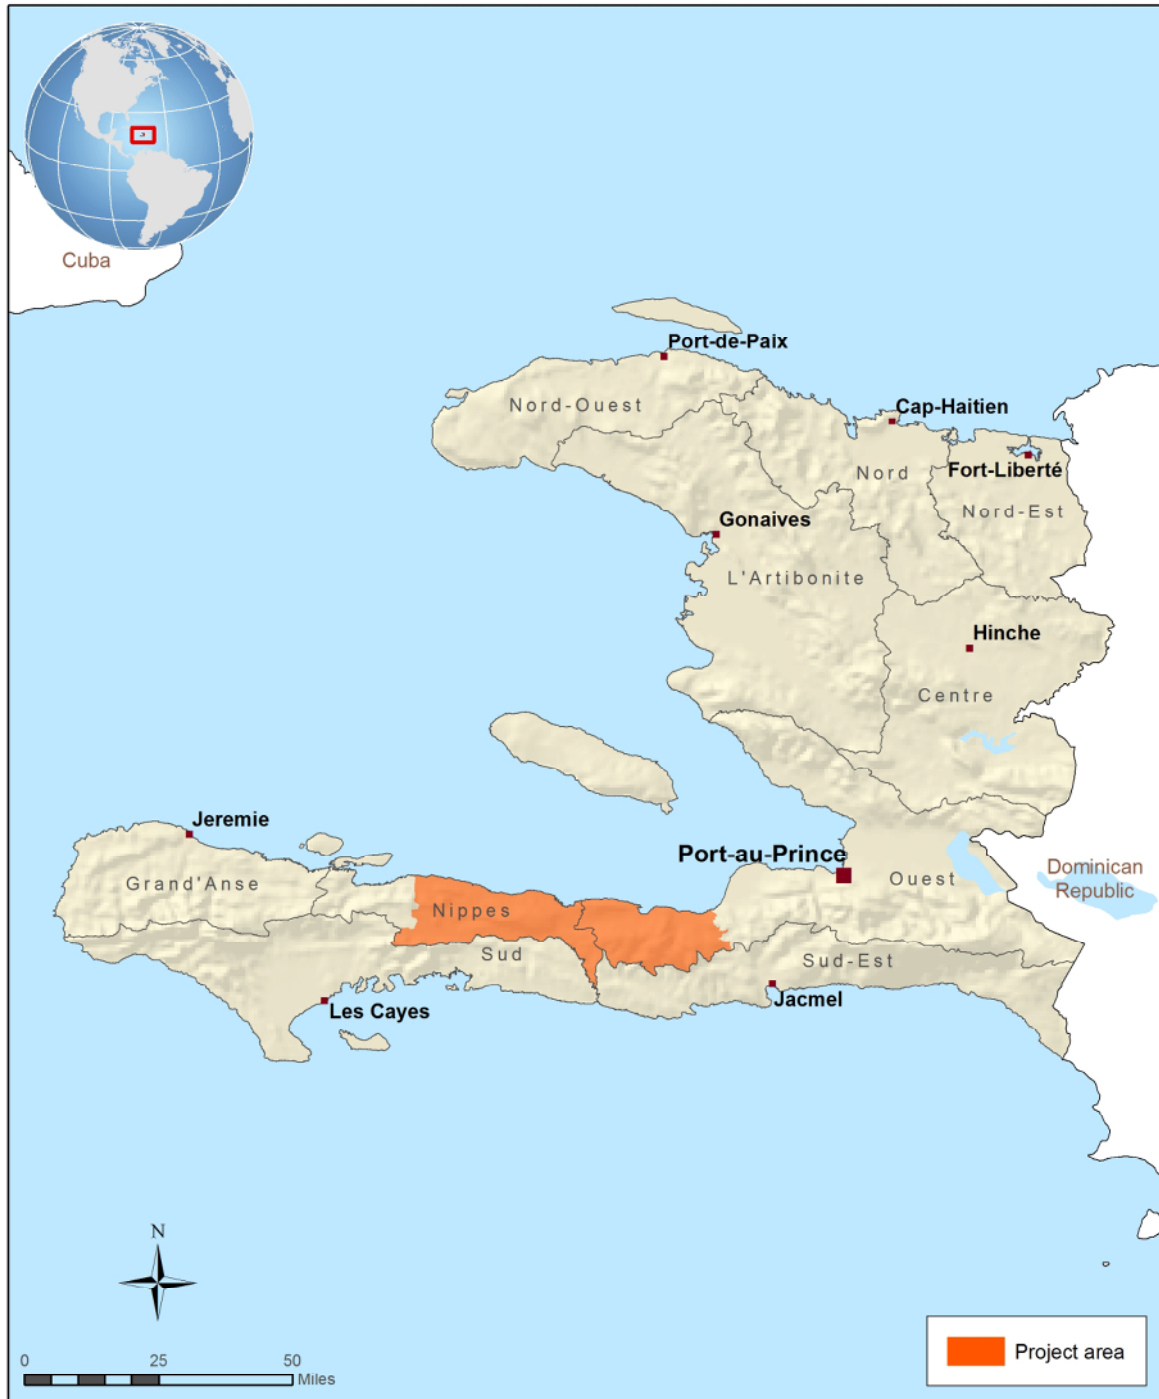 Cuba
Port-de-Paix
Nord-Ouest
Cap-Haitien
Nord
Fort-Liberté
Nord-Est
Gonaives
L'Artibonite
Hinche
Centre
Jeremie
Grand'Anse
Port-au-Prince
Ouest
Dominican
Republic
Nippes
Sud
Sud-Est
Les Cayes
Jacmel
N
0 25 50
Miles
Project area